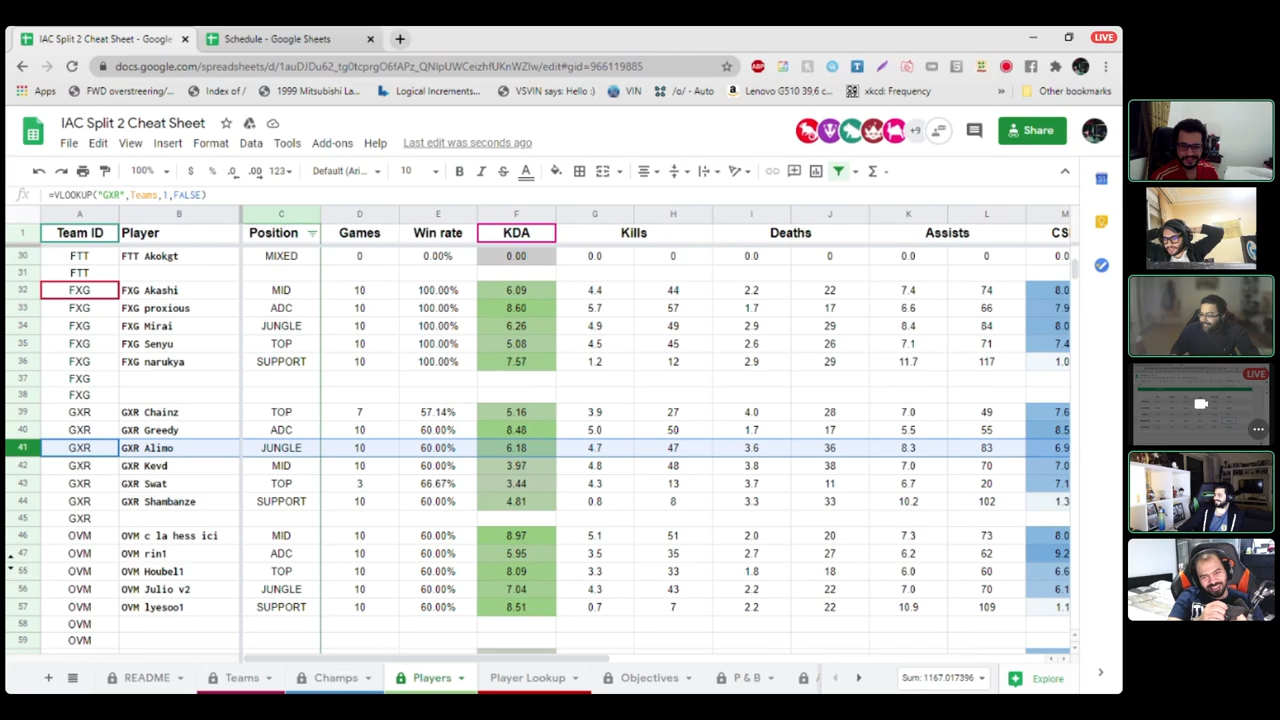 IAC Split 2 Cheat Sheet - Google Schedule - Google Sheets LIVE
docs.google.com/spreadsheets/d/1auDJDu62_tg0tcprgO6fAPz_QNlpUWCeizhfUKnWZlw/edit#gid=966119885
Apps FWD overstreering/... Index of / 1999 Mitsubishi La... Logical Increments... VSVIN says: Hello :) VIN /o/ - Auto Lenovo G510 39,6 c... xkcd: Frequency » Other bookmarks
IAC Split 2 Cheat Sheet
+9 Share
File Edit View Insert Format Data Tools Add-ons Help Last edit was seconds ago
100% $ % .0 .00 123 Default (Ari... 10 B I S A
=VLOOKUP("GXR",Teams,1,FALSE)
A B C D E F G H I J K L M
1 Team ID Player Position Games Win rate KDA Kills Deaths Assists CS
30 FTT FTT Akokgt MIXED 0 0.00% 0.00 0.0 0 0.0 0 0.0 0 0.0
31 FTT
32 FXG FXG Akashi MID 10 100.00% 6.09 4.4 44 2.2 22 7.4 74 8.0
33 FXG FXG proxious ADC 10 100.00% 8.60 5.7 57 1.7 17 6.6 66 7.9
34 FXG FXG Mirai JUNGLE 10 100.00% 6.26 4.9 49 2.9 29 8.4 84 8.0
35 FXG FXG Senyu TOP 10 100.00% 5.08 4.5 45 2.6 26 7.1 71 7.4
36 FXG FXG narukya SUPPORT 10 100.00% 7.57 1.2 12 2.9 29 11.7 117 1.0
37 FXG
38 FXG
39 GXR GXR Chainz TOP 7 57.14% 5.16 3.9 27 4.0 28 7.0 49 7.6
40 GXR GXR Greedy ADC 10 60.00% 8.48 5.0 50 1.7 17 5.5 55 8.5
41 GXR GXR Alimo JUNGLE 10 60.00% 6.18 4.7 47 3.6 36 8.3 83 6.9
42 GXR GXR Kevd MID 10 60.00% 3.97 4.8 48 3.8 38 7.0 70 7.0
43 GXR GXR Swat TOP 3 66.67% 3.44 4.3 13 3.7 11 6.7 20 7.1
44 GXR GXR Shambanze SUPPORT 10 60.00% 4.81 0.8 8 3.3 33 10.2 102 1.3
45 GXR
46 OVM OVM c la hess ici MID 10 60.00% 8.97 5.1 51 2.0 20 7.3 73 8.0
47 OVM OVM rin1 ADC 10 60.00% 5.95 3.5 35 2.7 27 6.2 62 9.2
55 OVM OVM Houbel1 TOP 10 60.00% 8.09 3.3 33 1.8 18 6.0 60 6.6
56 OVM OVM Julio v2 JUNGLE 10 60.00% 7.04 4.3 43 2.2 22 7.0 70 6.1
57 OVM OVM lyesoo1 SUPPORT 10 60.00% 8.51 0.7 7 2.2 22 10.9 109 1.1
58 OVM
59 OVM
README Teams Champs Players Player Lookup Objectives P & B Sum: 1167.017396 Explore
LIVE